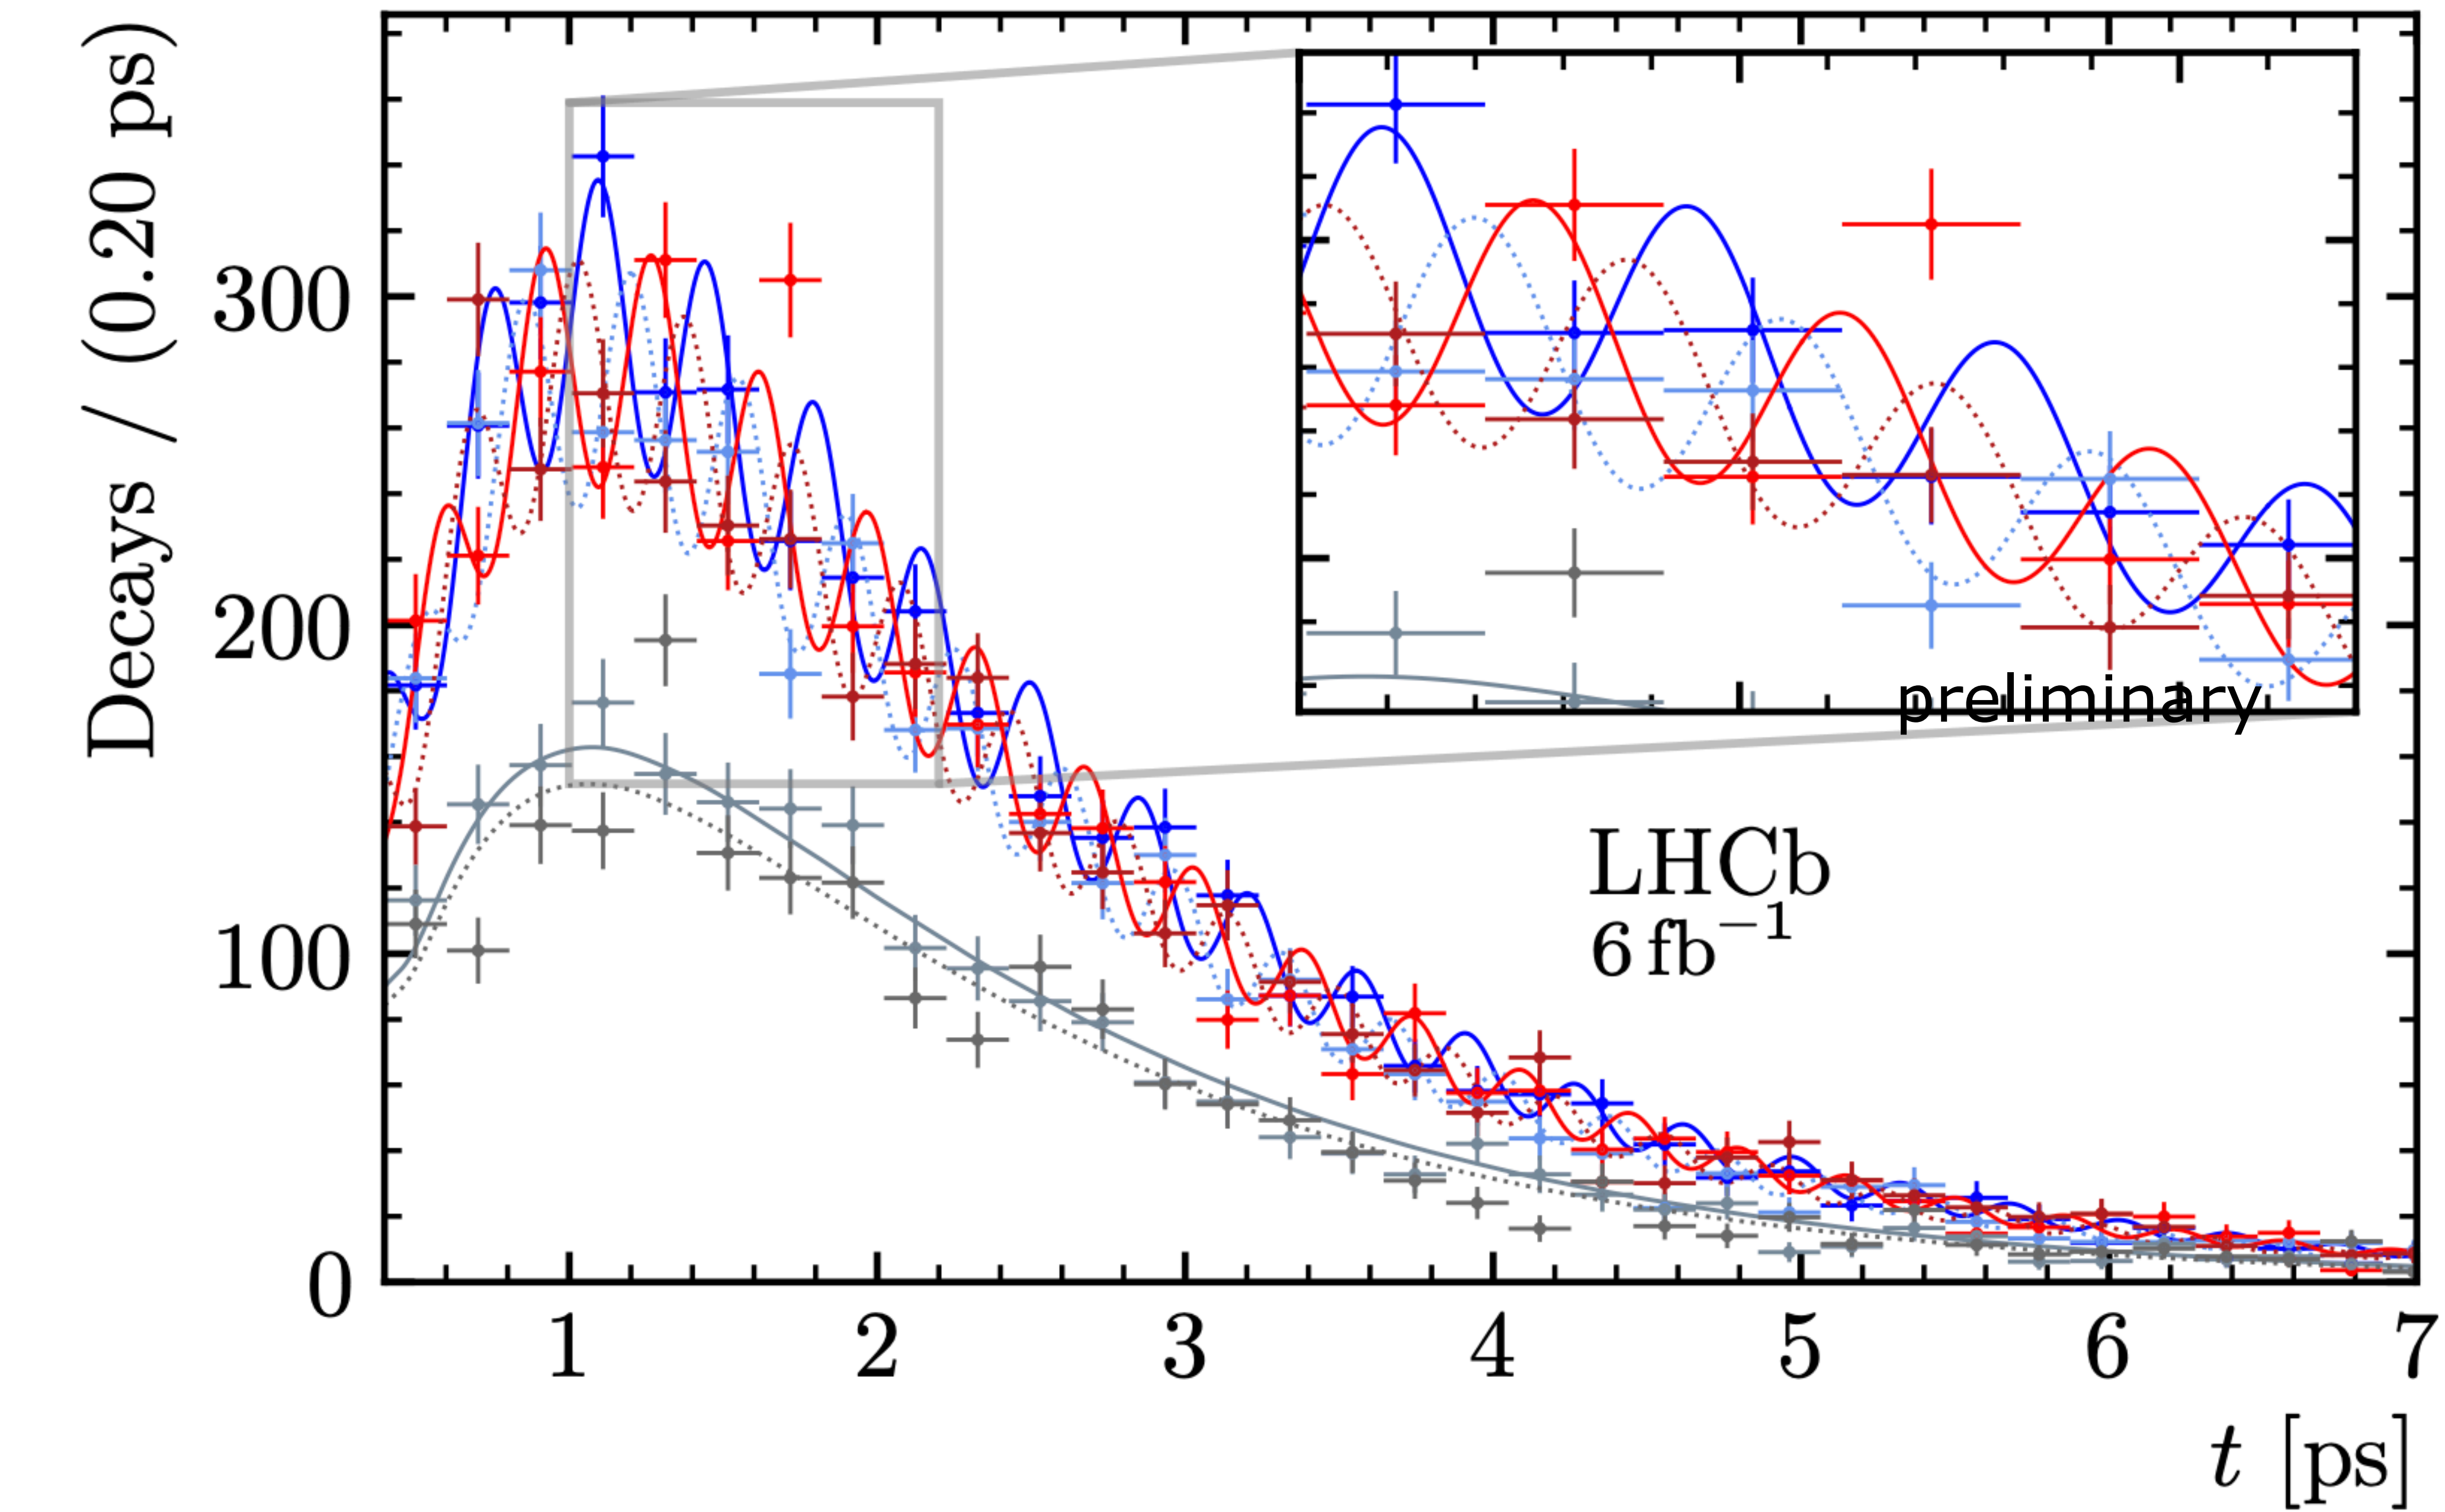 Decays / (0.20 ps)
300
200
100
0
preliminary
LHCb
6 fb⁻¹
1 2 3 4 5 6 7
t [ps]